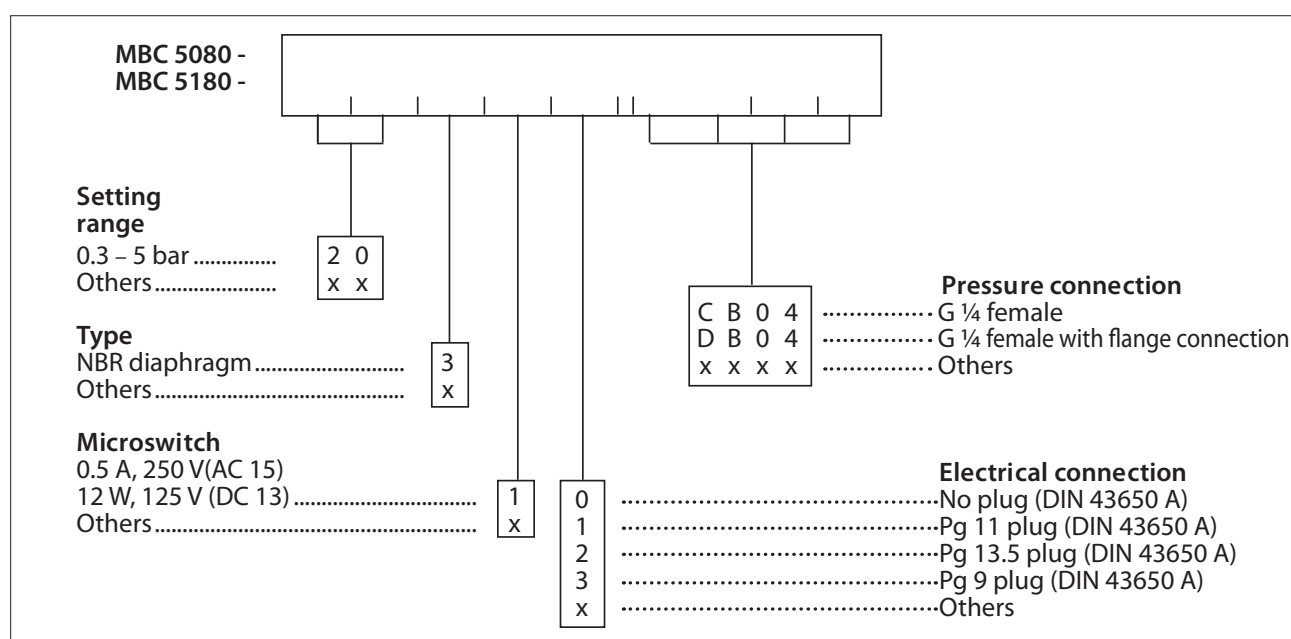 MBC 5080 -
MBC 5180 -
Setting
range
0.3 – 5 bar ............... 2 0
Others ...................... x x
Pressure connection
C B 0 4 ................. G ¼ female
D B 0 4 ................. G ¼ female with flange connection
x x x x ................. Others
Type
NBR diaphragm ........................... 3
Others ............................................. x
Microswitch
0.5 A, 250 V(AC 15)
12 W, 125 V (DC 13) ................................. 1
Others .......................................................... x
Electrical connection
0 ................................................ No plug (DIN 43650 A)
1 ................................................ Pg 11 plug (DIN 43650 A)
2 ................................................ Pg 13.5 plug (DIN 43650 A)
3 ................................................ Pg 9 plug (DIN 43650 A)
x ................................................ Others